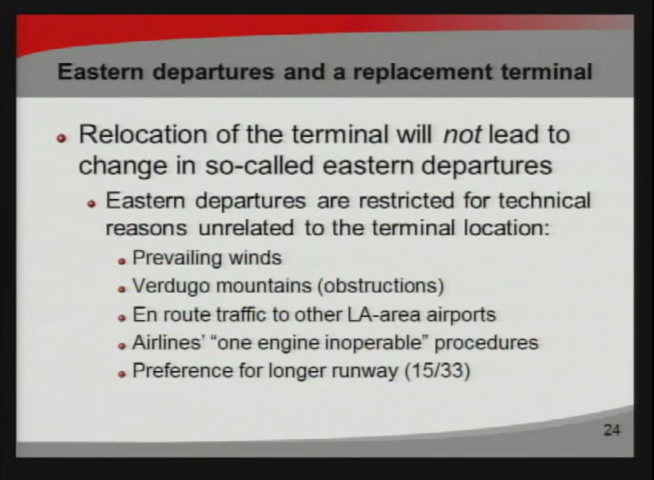 Eastern departures and a replacement terminal
Relocation of the terminal will not lead to
change in so-called eastern departures
Eastern departures are restricted for technical
reasons unrelated to the terminal location:
Prevailing winds
Verdugo mountains (obstructions)
En route traffic to other LA-area airports
Airlines' "one engine inoperable" procedures
Preference for longer runway (15/33)
24